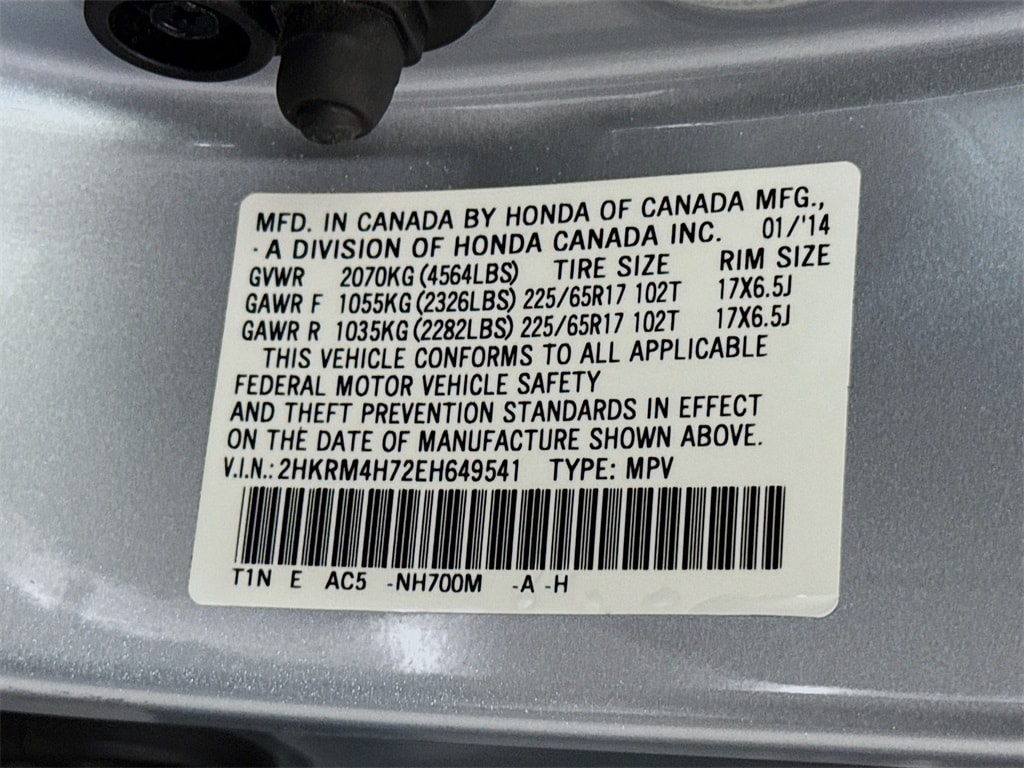 MFD. IN CANADA BY HONDA OF CANADA MFG.,
· A DIVISION OF HONDA CANADA INC. 01/'14
GVWR 2070KG (4564LBS) TIRE SIZE RIM SIZE
GAWR F 1055KG (2326LBS) 225/65R17 102T 17X6.5J
GAWR R 1035KG (2282LBS) 225/65R17 102T 17X6.5J
THIS VEHICLE CONFORMS TO ALL APPLICABLE
FEDERAL MOTOR VEHICLE SAFETY
AND THEFT PREVENTION STANDARDS IN EFFECT
ON THE DATE OF MANUFACTURE SHOWN ABOVE.
V.I.N.: 2HKRM4H72EH649541 TYPE: MPV
T1N E AC5 -NH700M -A -H